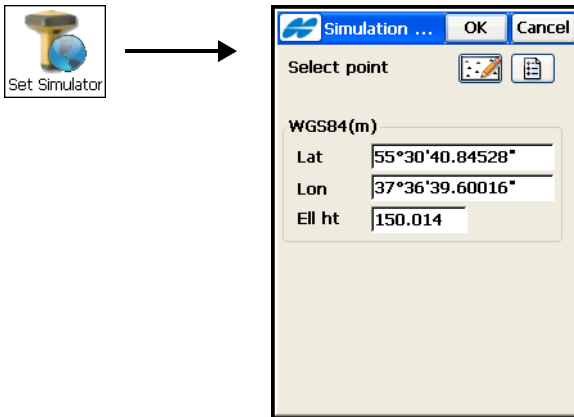 Set Simulator
Simulation ... OK Cancel
Select point
WGS84(m)
Lat 55°30'40.84528"
Lon 37°36'39.60016"
Ell ht 150.014